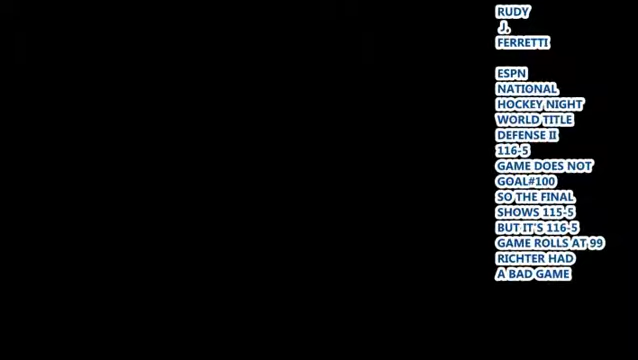 RUDY
J.
FERRETTI
ESPN
NATIONAL
HOCKEY NIGHT
WORLD TITLE
DEFENSE II
116-5
GAME DOES NOT
GOAL#100
SO THE FINAL
SHOWS 115-5
BUT IT'S 116-5
GAME ROLLS AT 99
RICHTER HAD
A BAD GAME